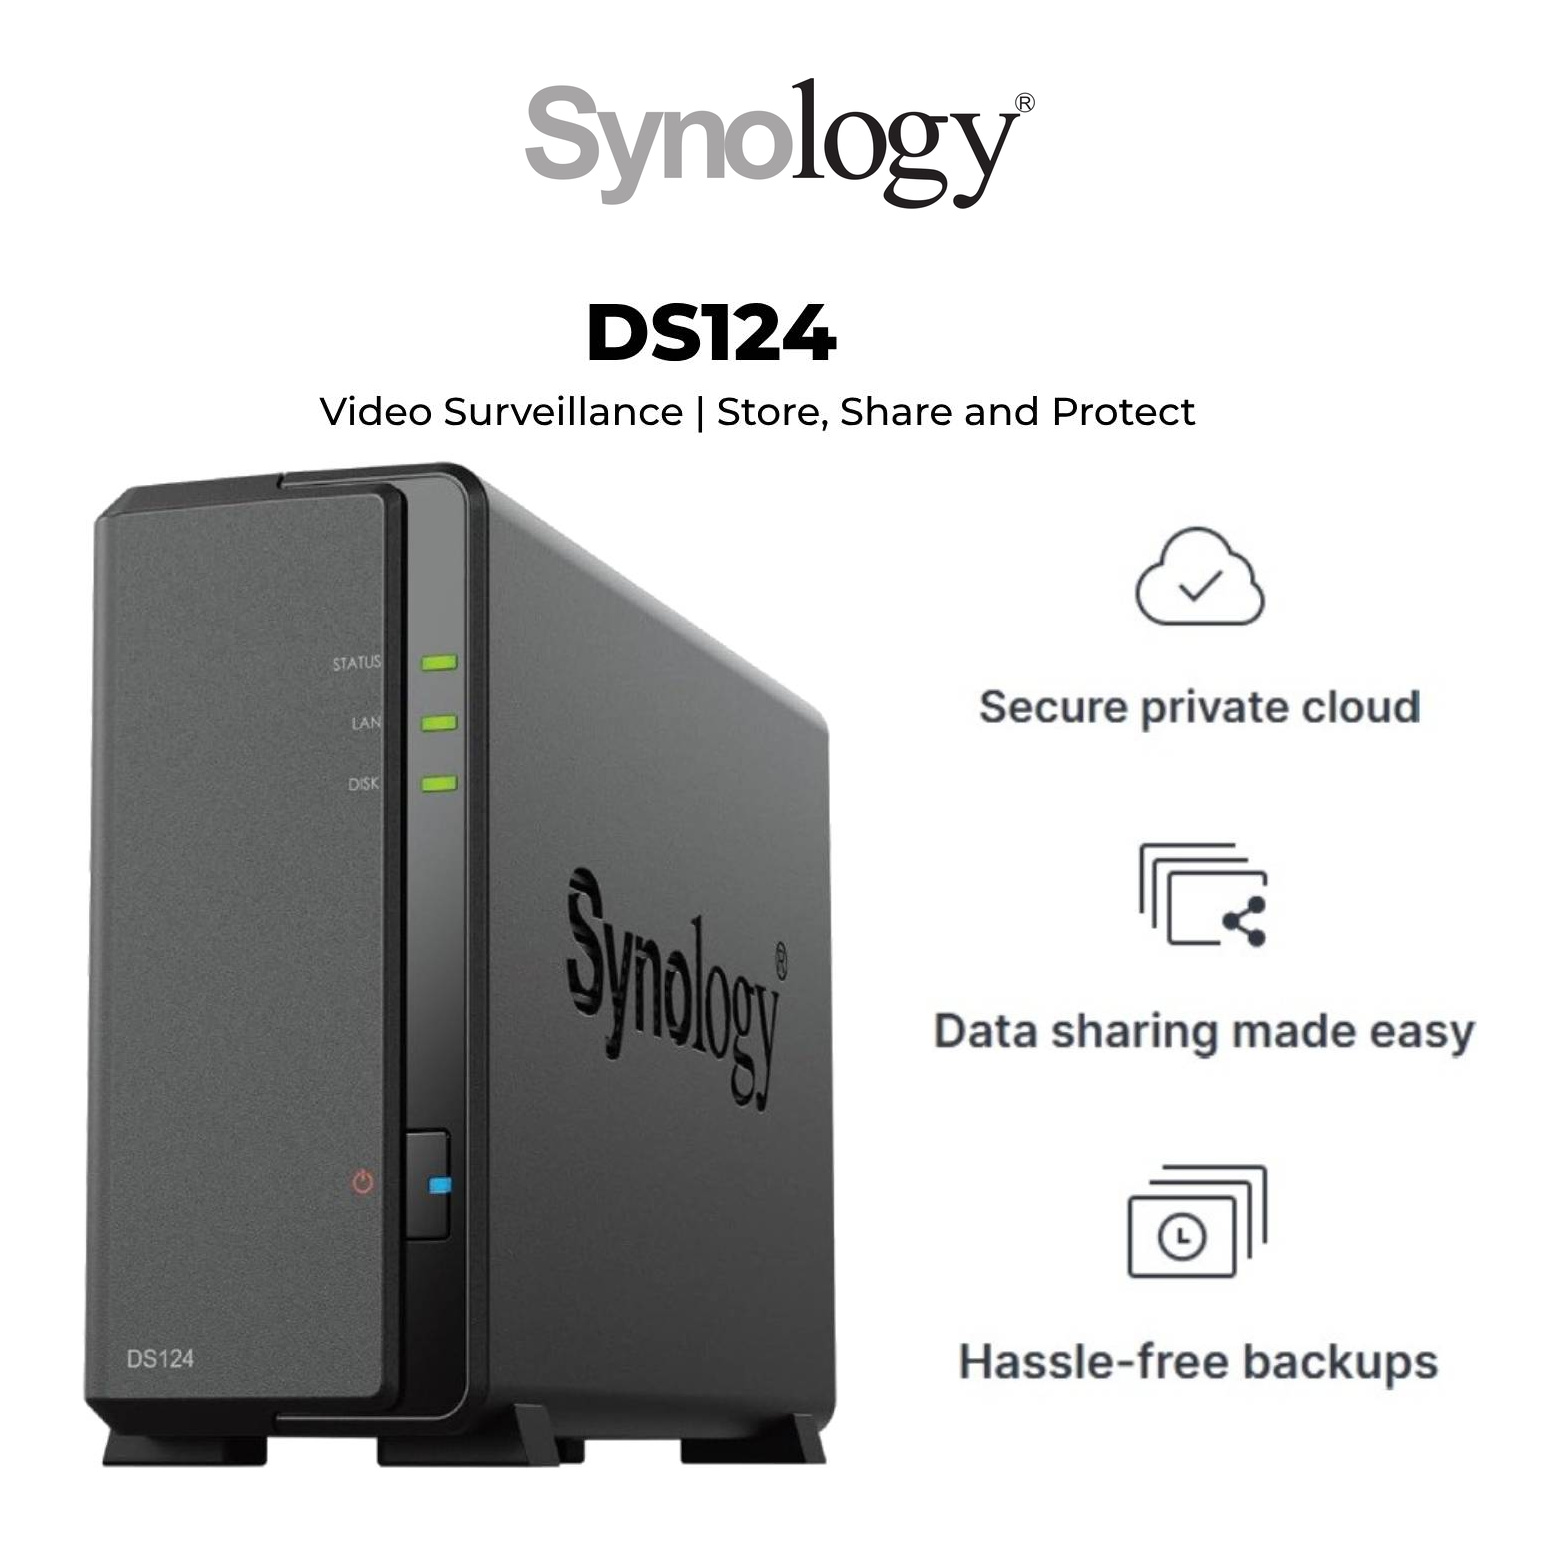 Synology®
DS124
Video Surveillance | Store, Share and Protect
STATUS
LAN
DISK
Synology®
DS124
Secure private cloud
Data sharing made easy
Hassle-free backups